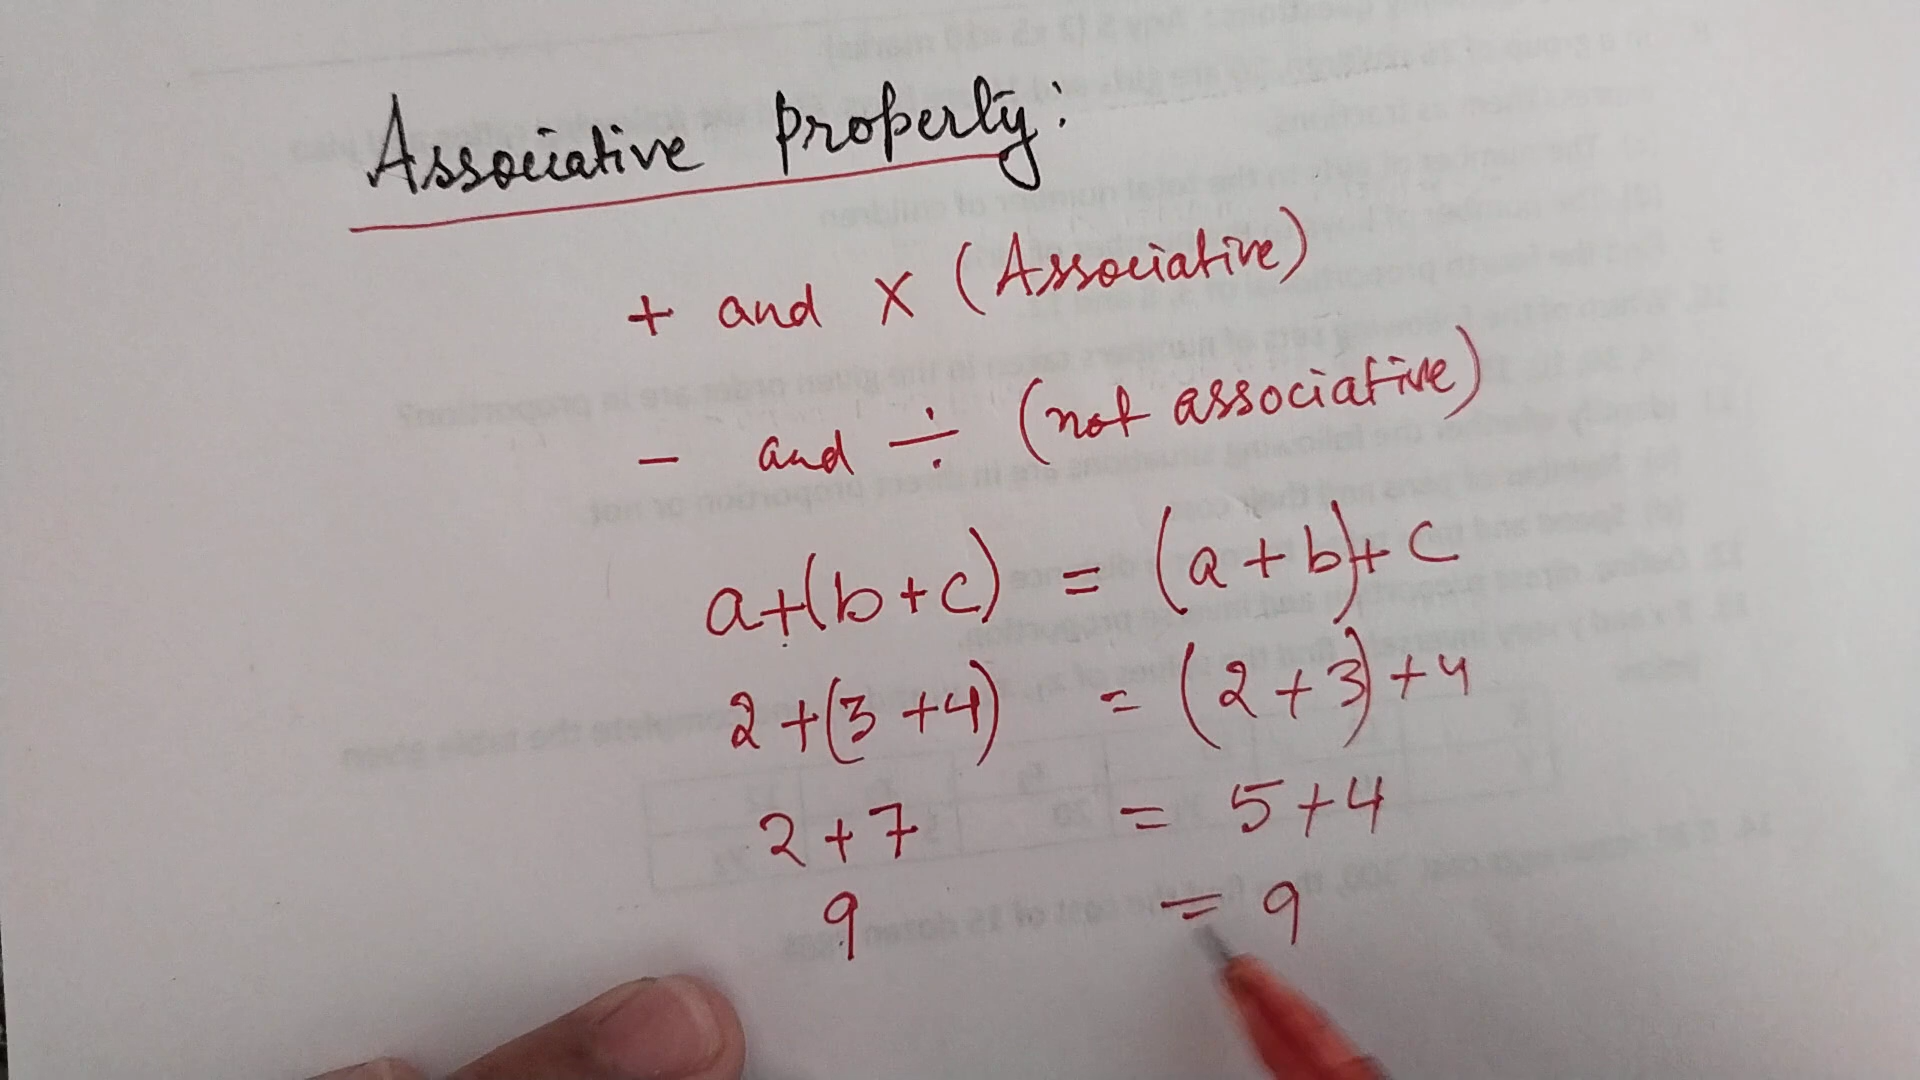 Associative Property:
+ and × (Associative)
- and ÷ (not associative)
a+(b+c) = (a+b)+c
2+(3+4) = (2+3)+4
2+7 = 5+4
9 = 9